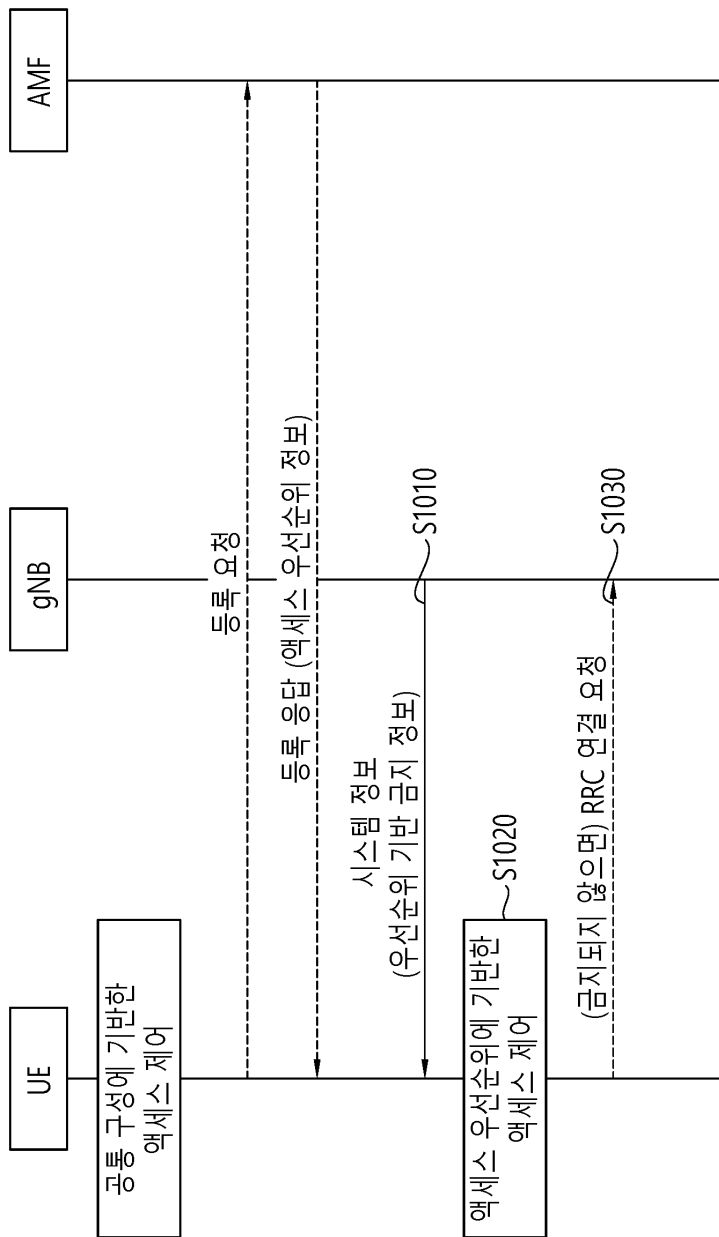 UE
gNB
AMF
공통 구성에 기반한
액세스 제어
등록 요청
등록 응답 (액세스 우선순위 정보)
시스템 정보
(우선순위 기반 금지 정보)
S1010
액세스 우선순위에 기반한
액세스 제어
S1020
(금지되지 않으면) RRC 연결 요청
S1030